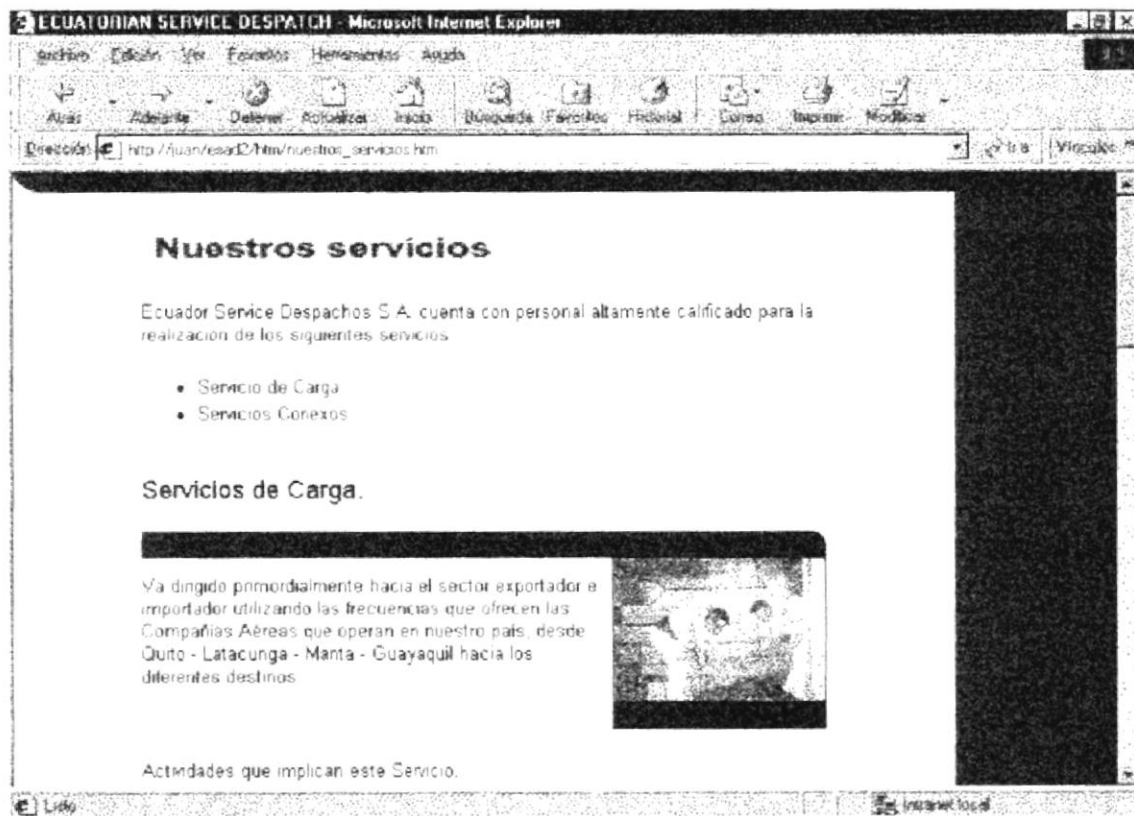 ECUATORIAN SERVICE DESPATCH - Microsoft Internet Explorer
Archivo Edición Ver Favoritos Herramientas Ayuda
Atrás Adelante Detener Actualizar Inicio Búsqueda Favoritos Historial Correo Imprimir Modificar
Dirección http://juan/esad2/htm/nuestros_servicios.htm Ir a Vínculos »
Nuestros servicios
Ecuador Service Despachos S.A. cuenta con personal altamente calificado para la
realización de los siguientes servicios
• Servicio de Carga
• Servicios Conexos
Servicios de Carga.
Va dirigido primordialmente hacia el sector exportador e
importador utilizando las frecuencias que ofrecen las
Compañías Aéreas que operan en nuestro país, desde
Quito - Latacunga - Manta - Guayaquil hacia los
diferentes destinos
Actividades que implican este Servicio.
Listo Intranet local